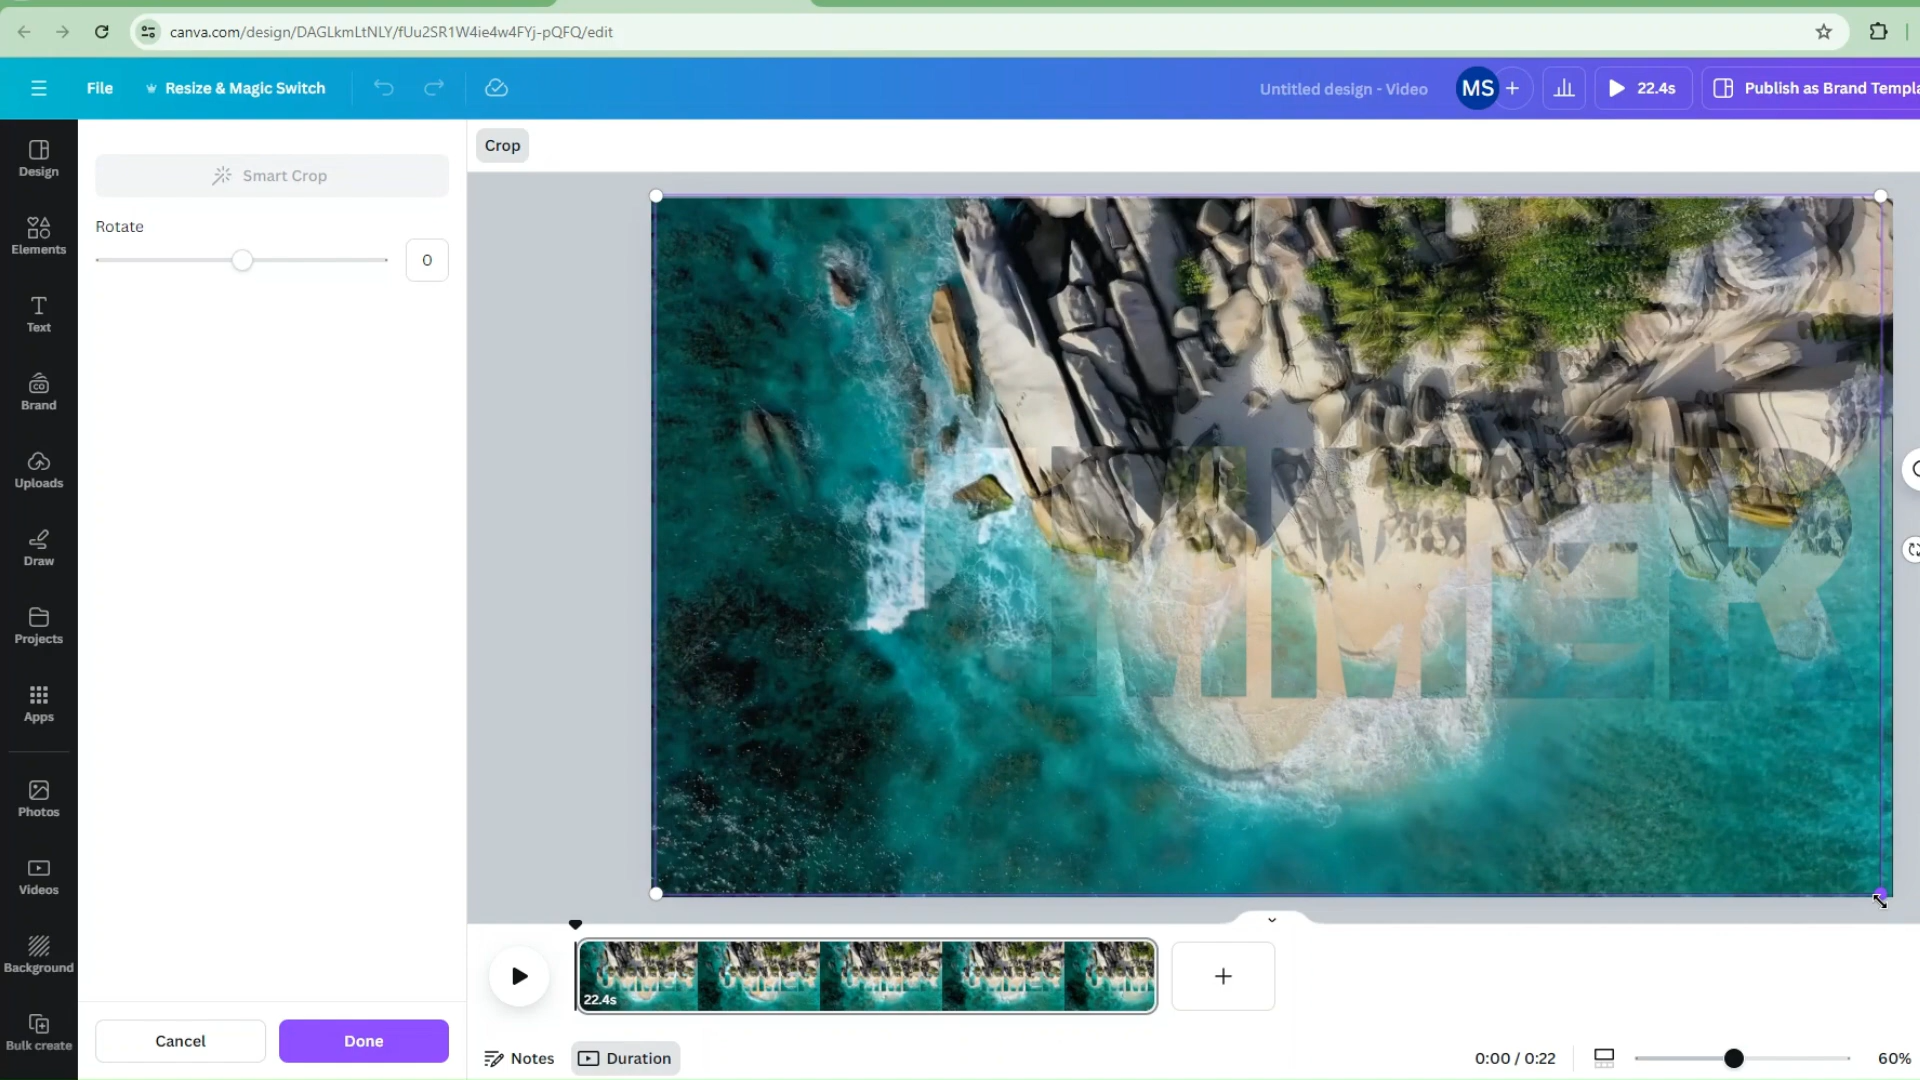 canva.com/design/DAGLkmLtNLY/fUu2SR1W4ie4w4FYj-pQFQ/edit
File
Resize & Magic Switch
Untitled design - Video
MS
+
22.4s
Publish as Brand Templa
Design
Elements
Text
Brand
Uploads
Draw
Projects
Apps
Photos
Videos
Background
Bulk create
Smart Crop
Rotate
0
Cancel
Done
Crop
MMER
22.4s
+
Notes
Duration
0:00 / 0:22
60%